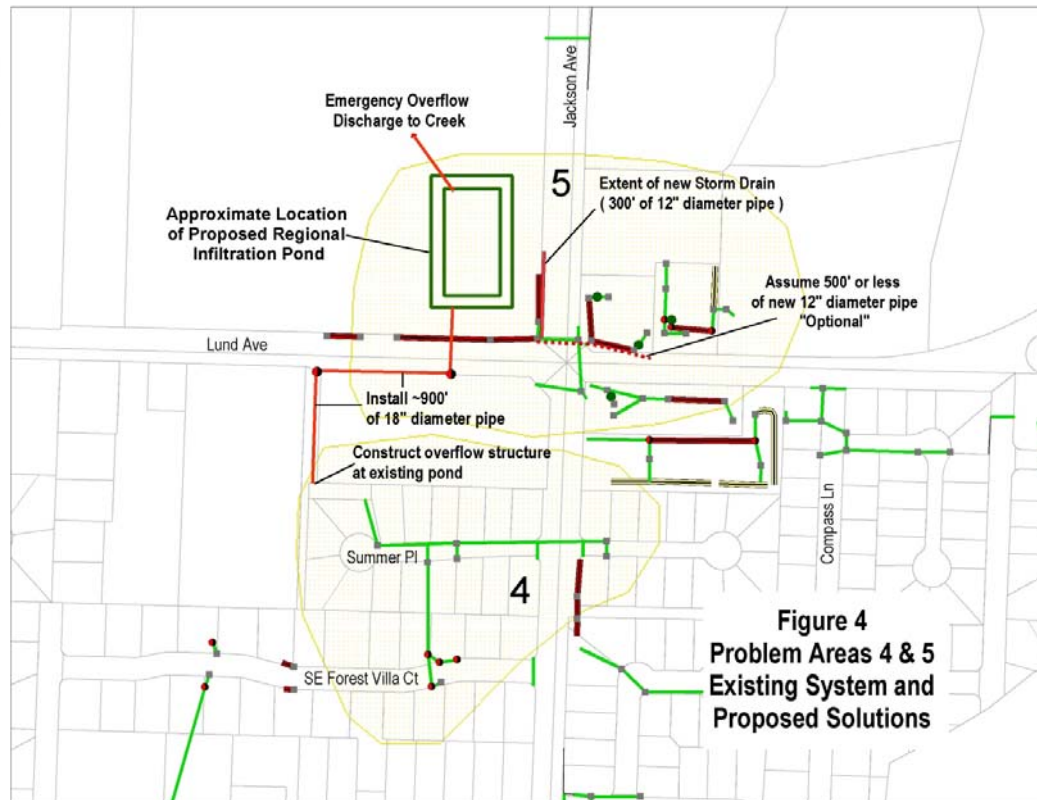 Emergency Overflow
Discharge to Creek
Jackson Ave
5
Extent of new Storm Drain
( 300' of 12" diameter pipe )
Approximate Location
of Proposed Regional
Infiltration Pond
Assume 500' or less
of new 12" diameter pipe
"Optional"
Lund Ave
Install ~900'
of 18" diameter pipe
Construct overflow structure
at existing pond
Compass Ln
Summer Pl
4
SE Forest Villa Ct
Figure 4
Problem Areas 4 & 5
Existing System and
Proposed Solutions